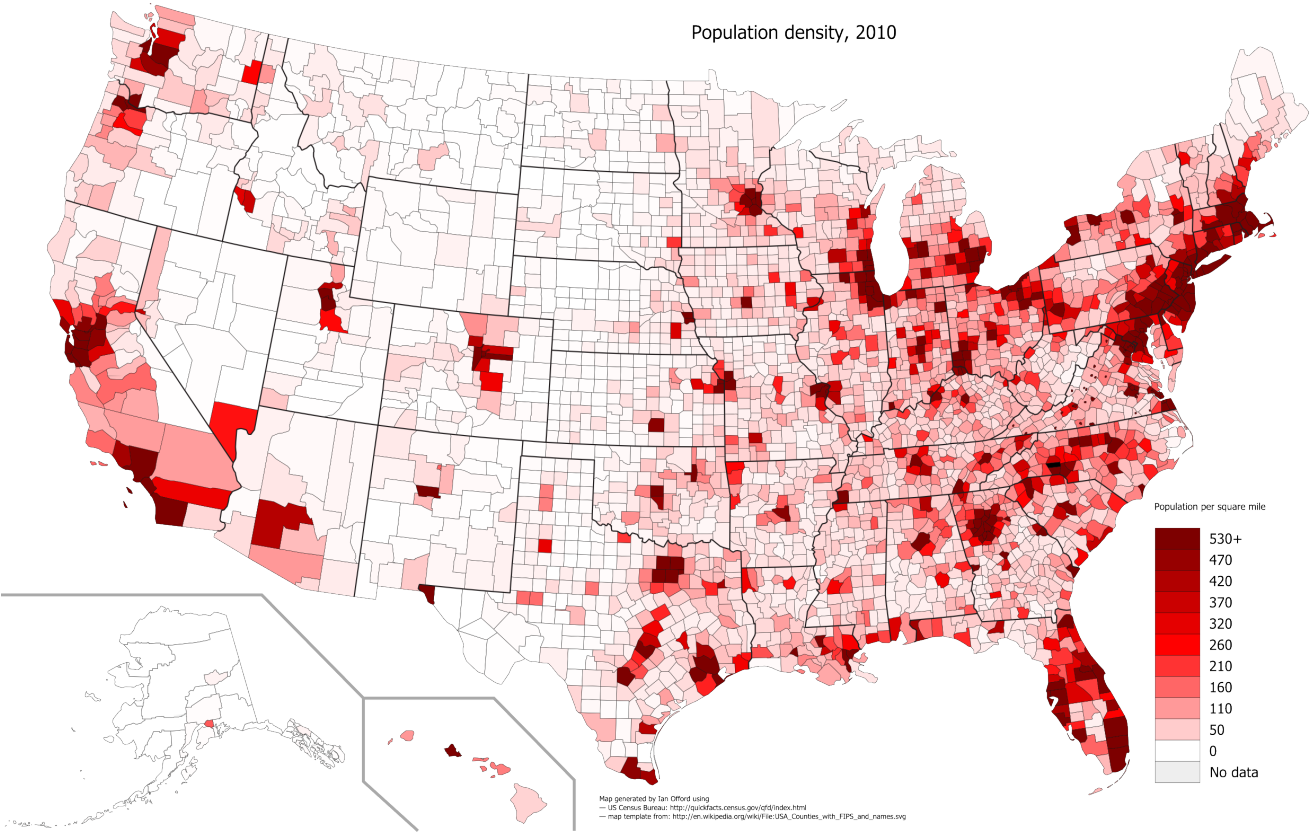 Population density, 2010
Population per square mile
530+
470
420
370
320
260
210
160
110
50
0
No data
Map generated by Ian Offord using
— US Census Bureau: http://quickfacts.census.gov/qfd/index.html
— map template from: http://en.wikipedia.org/wiki/File:USA_Counties_with_FIPS_and_names.svg